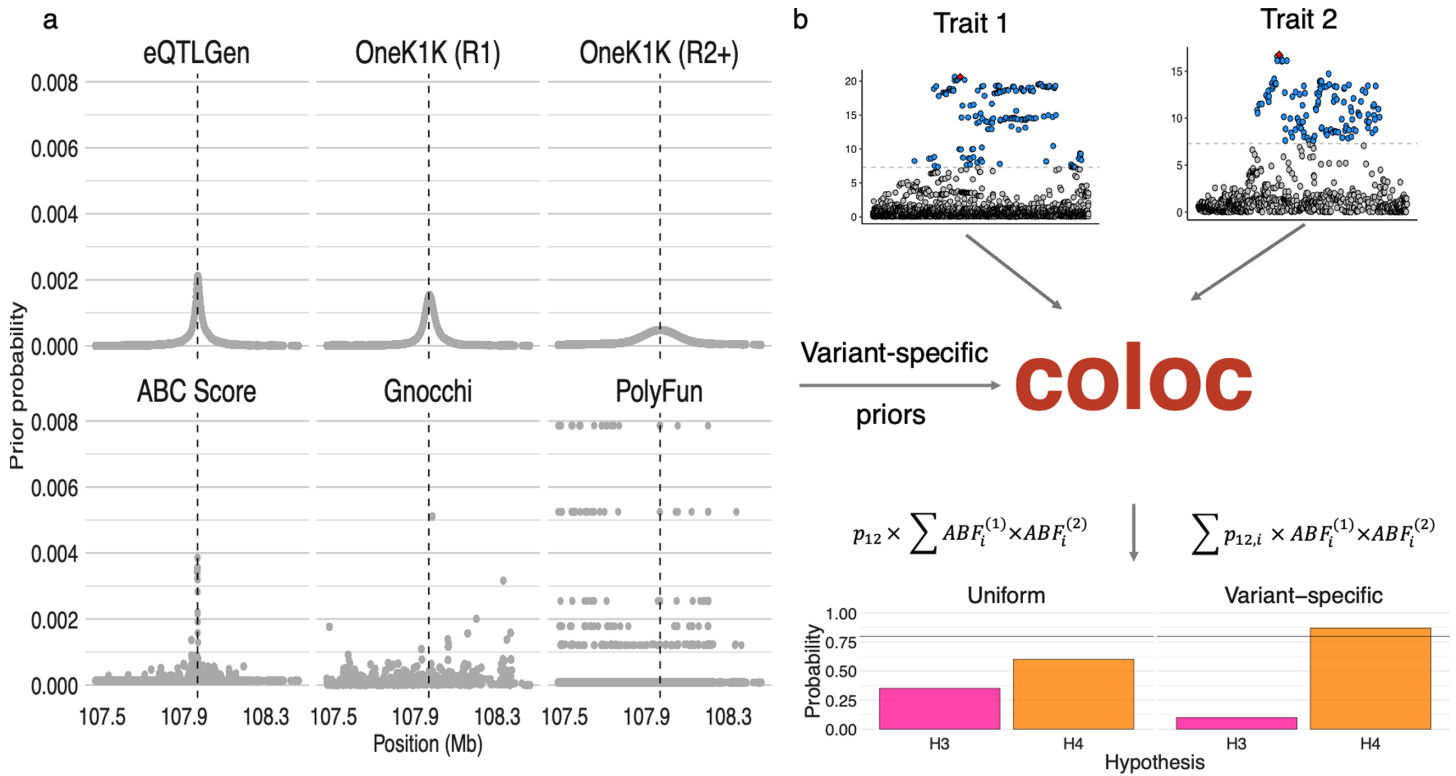 a
eQTLGen
OneK1K (R1)
OneK1K (R2+)
0.008
0.006
0.004
0.002
0.000
Prior probability
ABC Score
Gnocchi
PolyFun
0.008
0.006
0.004
0.002
0.000
107.5 107.9 108.3
107.5 107.9 108.3
107.5 107.9 108.3
Position (Mb)
b
Trait 1
Trait 2
20
15
10
5
0
15
10
5
0
Variant-specific
priors
coloc
p₁₂ × ∑ ABFᵢ⁽¹⁾×ABFᵢ⁽²⁾
∑ p₁₂,ᵢ × ABFᵢ⁽¹⁾×ABFᵢ⁽²⁾
Uniform
Variant−specific
1.00
0.75
0.50
0.25
0.00
Probability
H3 H4
H3 H4
Hypothesis